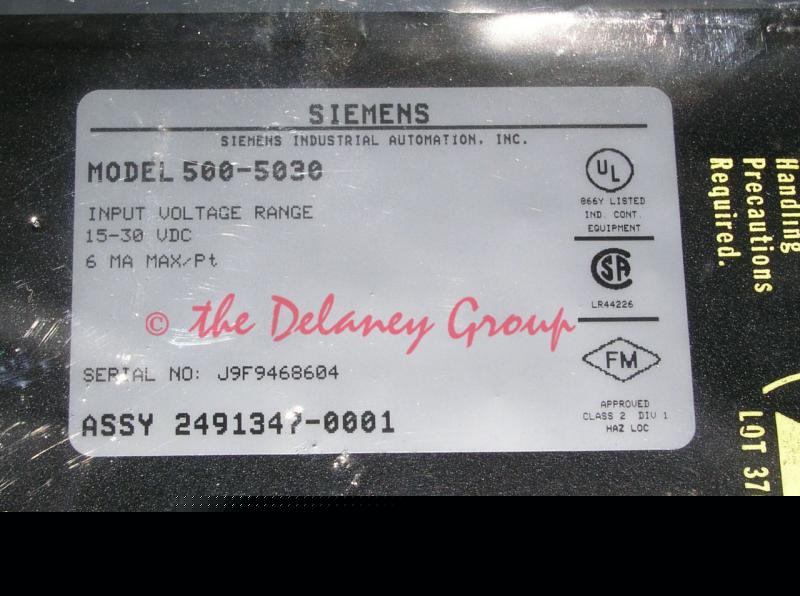 SIEMENS
SIEMENS INDUSTRIAL AUTOMATION, INC.
MODEL 500-5030
INPUT VOLTAGE RANGE
15-30 VDC
6 MA MAX/Pt
UL
866Y LISTED
IND. CONT.
EQUIPMENT
SA
LR44226
© the Delaney Group
FM
SERIAL NO: J9F9468604
ASSY 2491347-0001
APPROVED
CLASS 2 DIV 1
HAZ LOC
Handling
Precautions
Required.
LOT 37